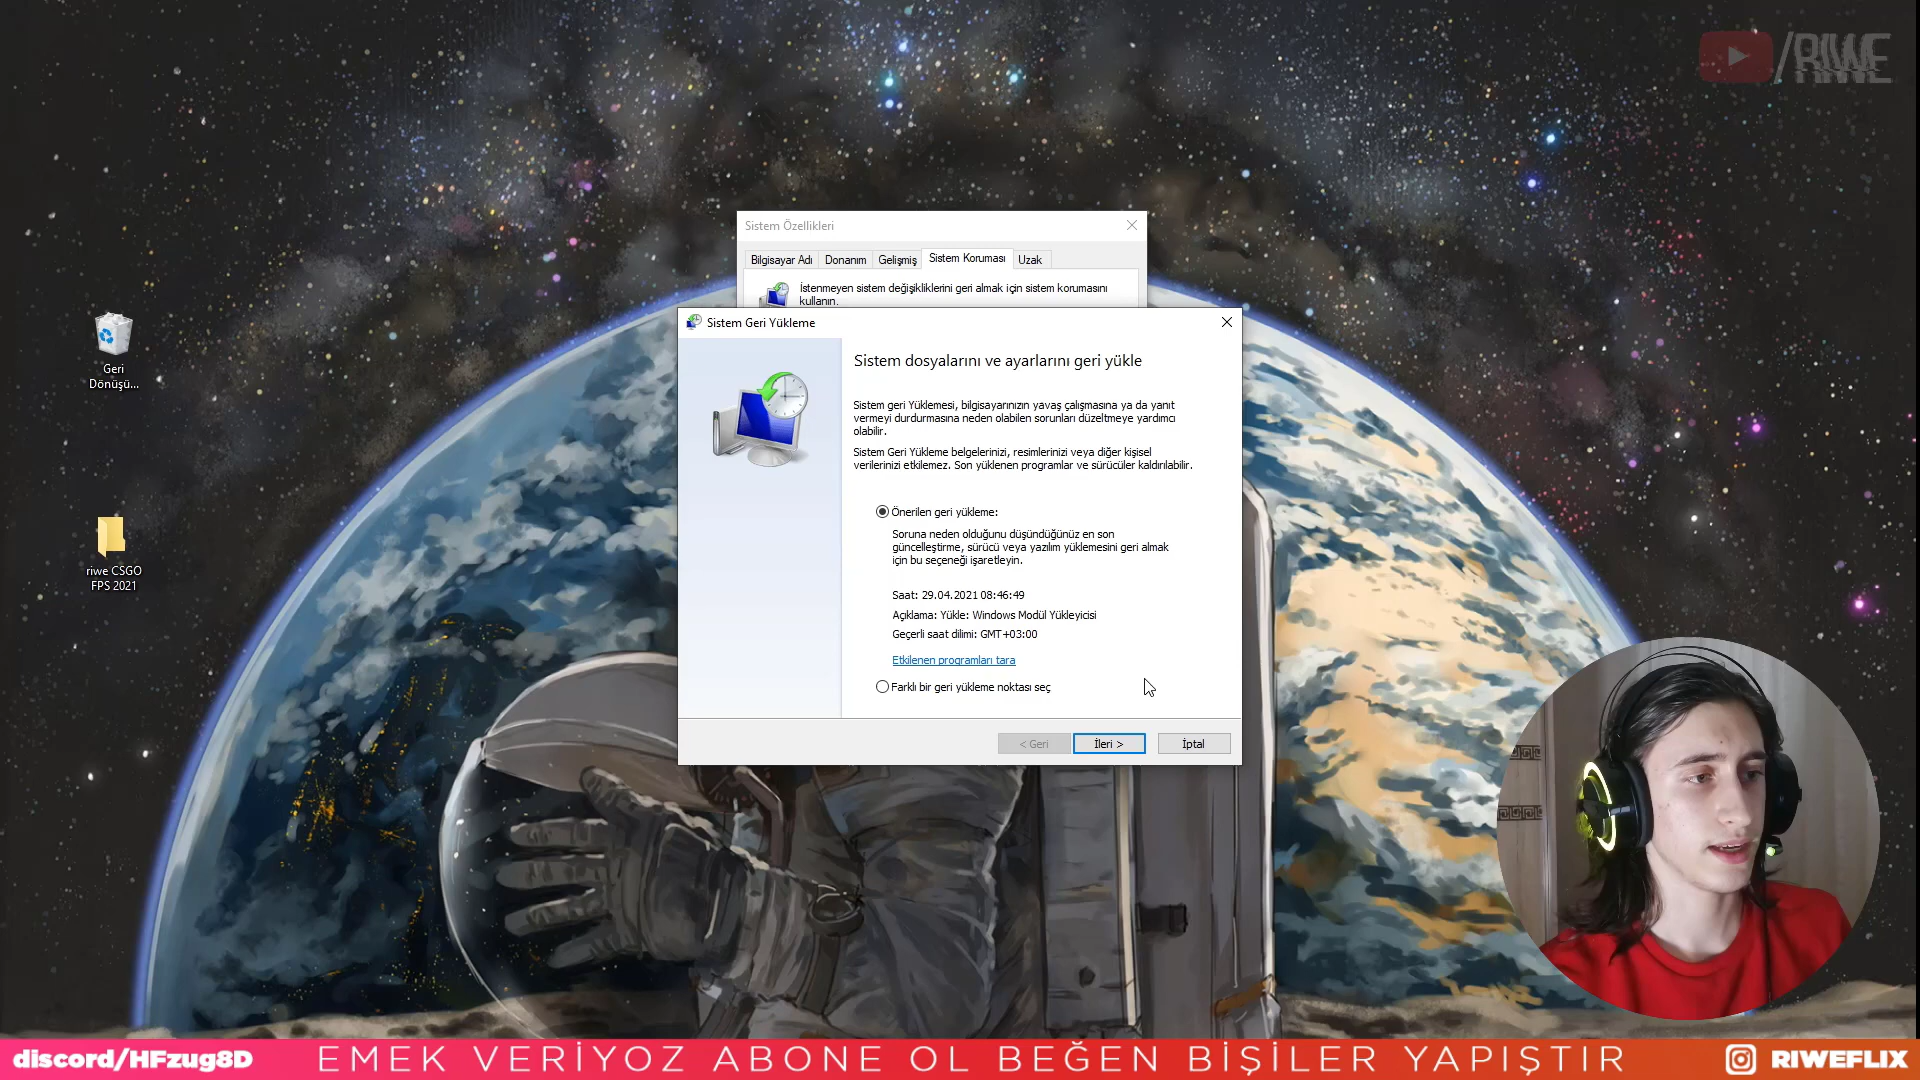 /RIWE
Sistem Özellikleri
Bilgisayar Adı Donanım Gelişmiş Sistem Koruması Uzak
İstenmeyen sistem değişikliklerini geri almak için sistem korumasını
kullanın.
Sistem Geri Yükleme
Sistem dosyalarını ve ayarlarını geri yükle
Sistem geri Yüklemesi, bilgisayarınızın yavaş çalışmasına ya da yanıt
vermeyi durdurmasına neden olabilen sorunları düzeltmeye yardımcı
olabilir.
Sistem Geri Yükleme belgelerinizi, resimlerinizi veya diğer kişisel
verilerinizi etkilemez. Son yüklenen programlar ve sürücüler kaldırılabilir.
Önerilen geri yükleme:
Soruna neden olduğunu düşündüğünüz en son
güncelleştirme, sürücü veya yazılım yüklemesini geri almak
için bu seçeneği işaretleyin.
Saat: 29.04.2021 08:46:49
Açıklama: Yükle: Windows Modül Yükleyicisi
Geçerli saat dilimi: GMT+03:00
Etkilenen programları tara
Farklı bir geri yükleme noktası seç
< Geri İleri > İptal
Geri
Dönüşü...
riwe CSGO
FPS 2021
discord/HFzug8D EMEK VERİYOZ ABONE OL BEĞEN BİŞİLER YAPIŞTIR RIWEFLIX